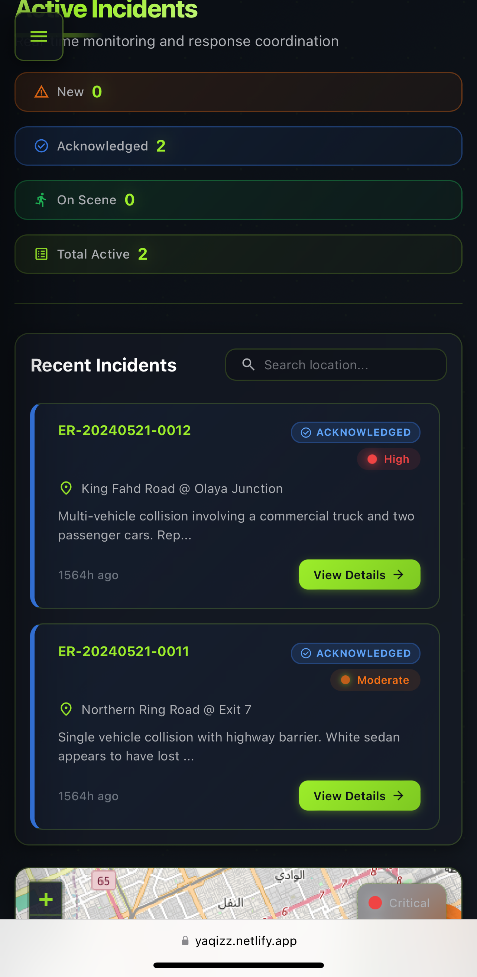 Active Incidents
me monitoring and response coordination
New 0
Acknowledged 2
On Scene 0
Total Active 2
Recent Incidents
Search location...
ER-20240521-0012
ACKNOWLEDGED
High
King Fahd Road @ Olaya Junction
Multi-vehicle collision involving a commercial truck and two
passenger cars. Rep...
1564h ago
View Details →
ER-20240521-0011
ACKNOWLEDGED
Moderate
Northern Ring Road @ Exit 7
Single vehicle collision with highway barrier. White sedan
appears to have lost ...
1564h ago
View Details →
65
الوادي
8
7
النفل
6
+
Critical
yaqizz.netlify.app